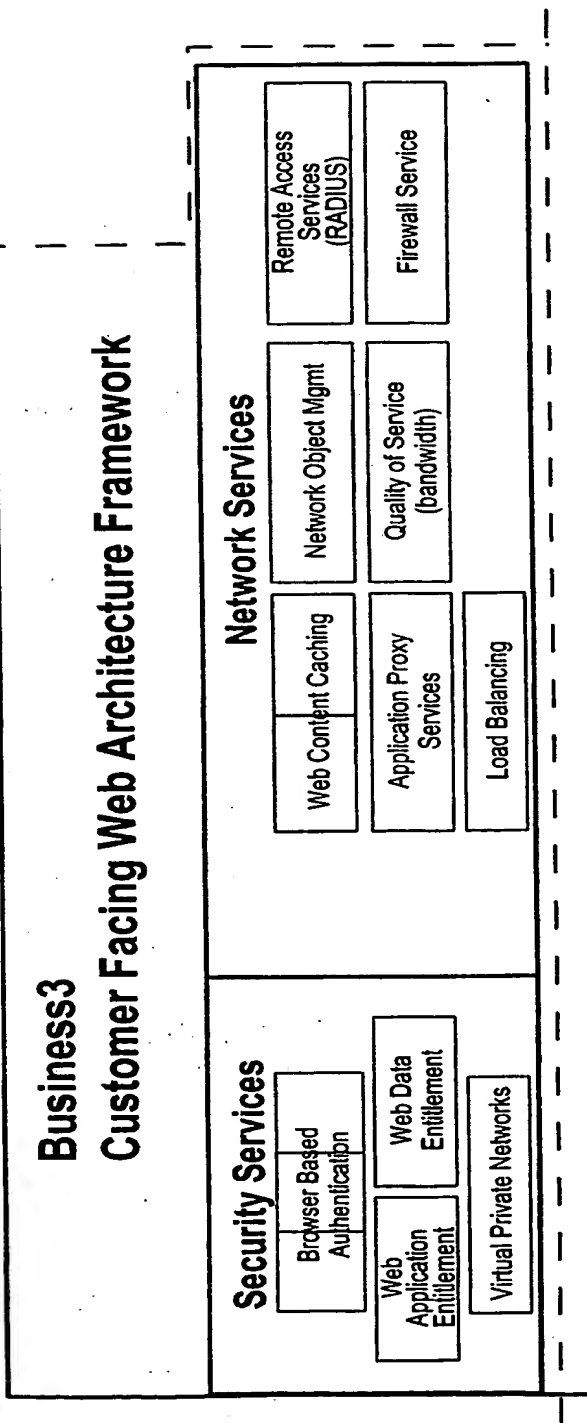 Business3
Customer Facing Web Architecture Framework
Security Services
Browser Based
Authentication
Web
Application
Entitlement
Web Data
Entitlement
Virtual Private Networks
Network Services
Web Content Caching
Network Object Mgmt
Remote Access
Services
(RADIUS)
Application Proxy
Services
Quality of Service
(bandwidth)
Firewall Service
Load Balancing